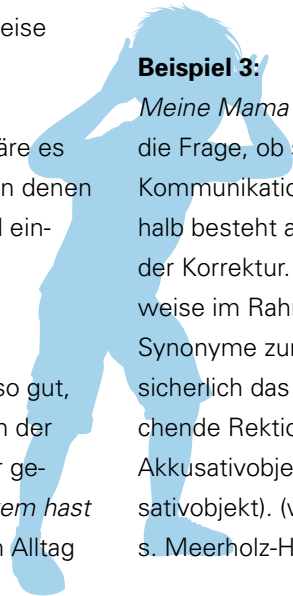 eise
äre es
n denen
l ein-
so gut,
n der
r ge-
em hast
n Alltag
Beispiel 3:
Meine Mama
die Frage, ob s
Kommunikatio
halb besteht a
der Korrektur.
weise im Rahr
Synonyme zur
sicherlich das
chende Rektio
Akkusativobje
sativobjekt). (v
s. Meerholz-H